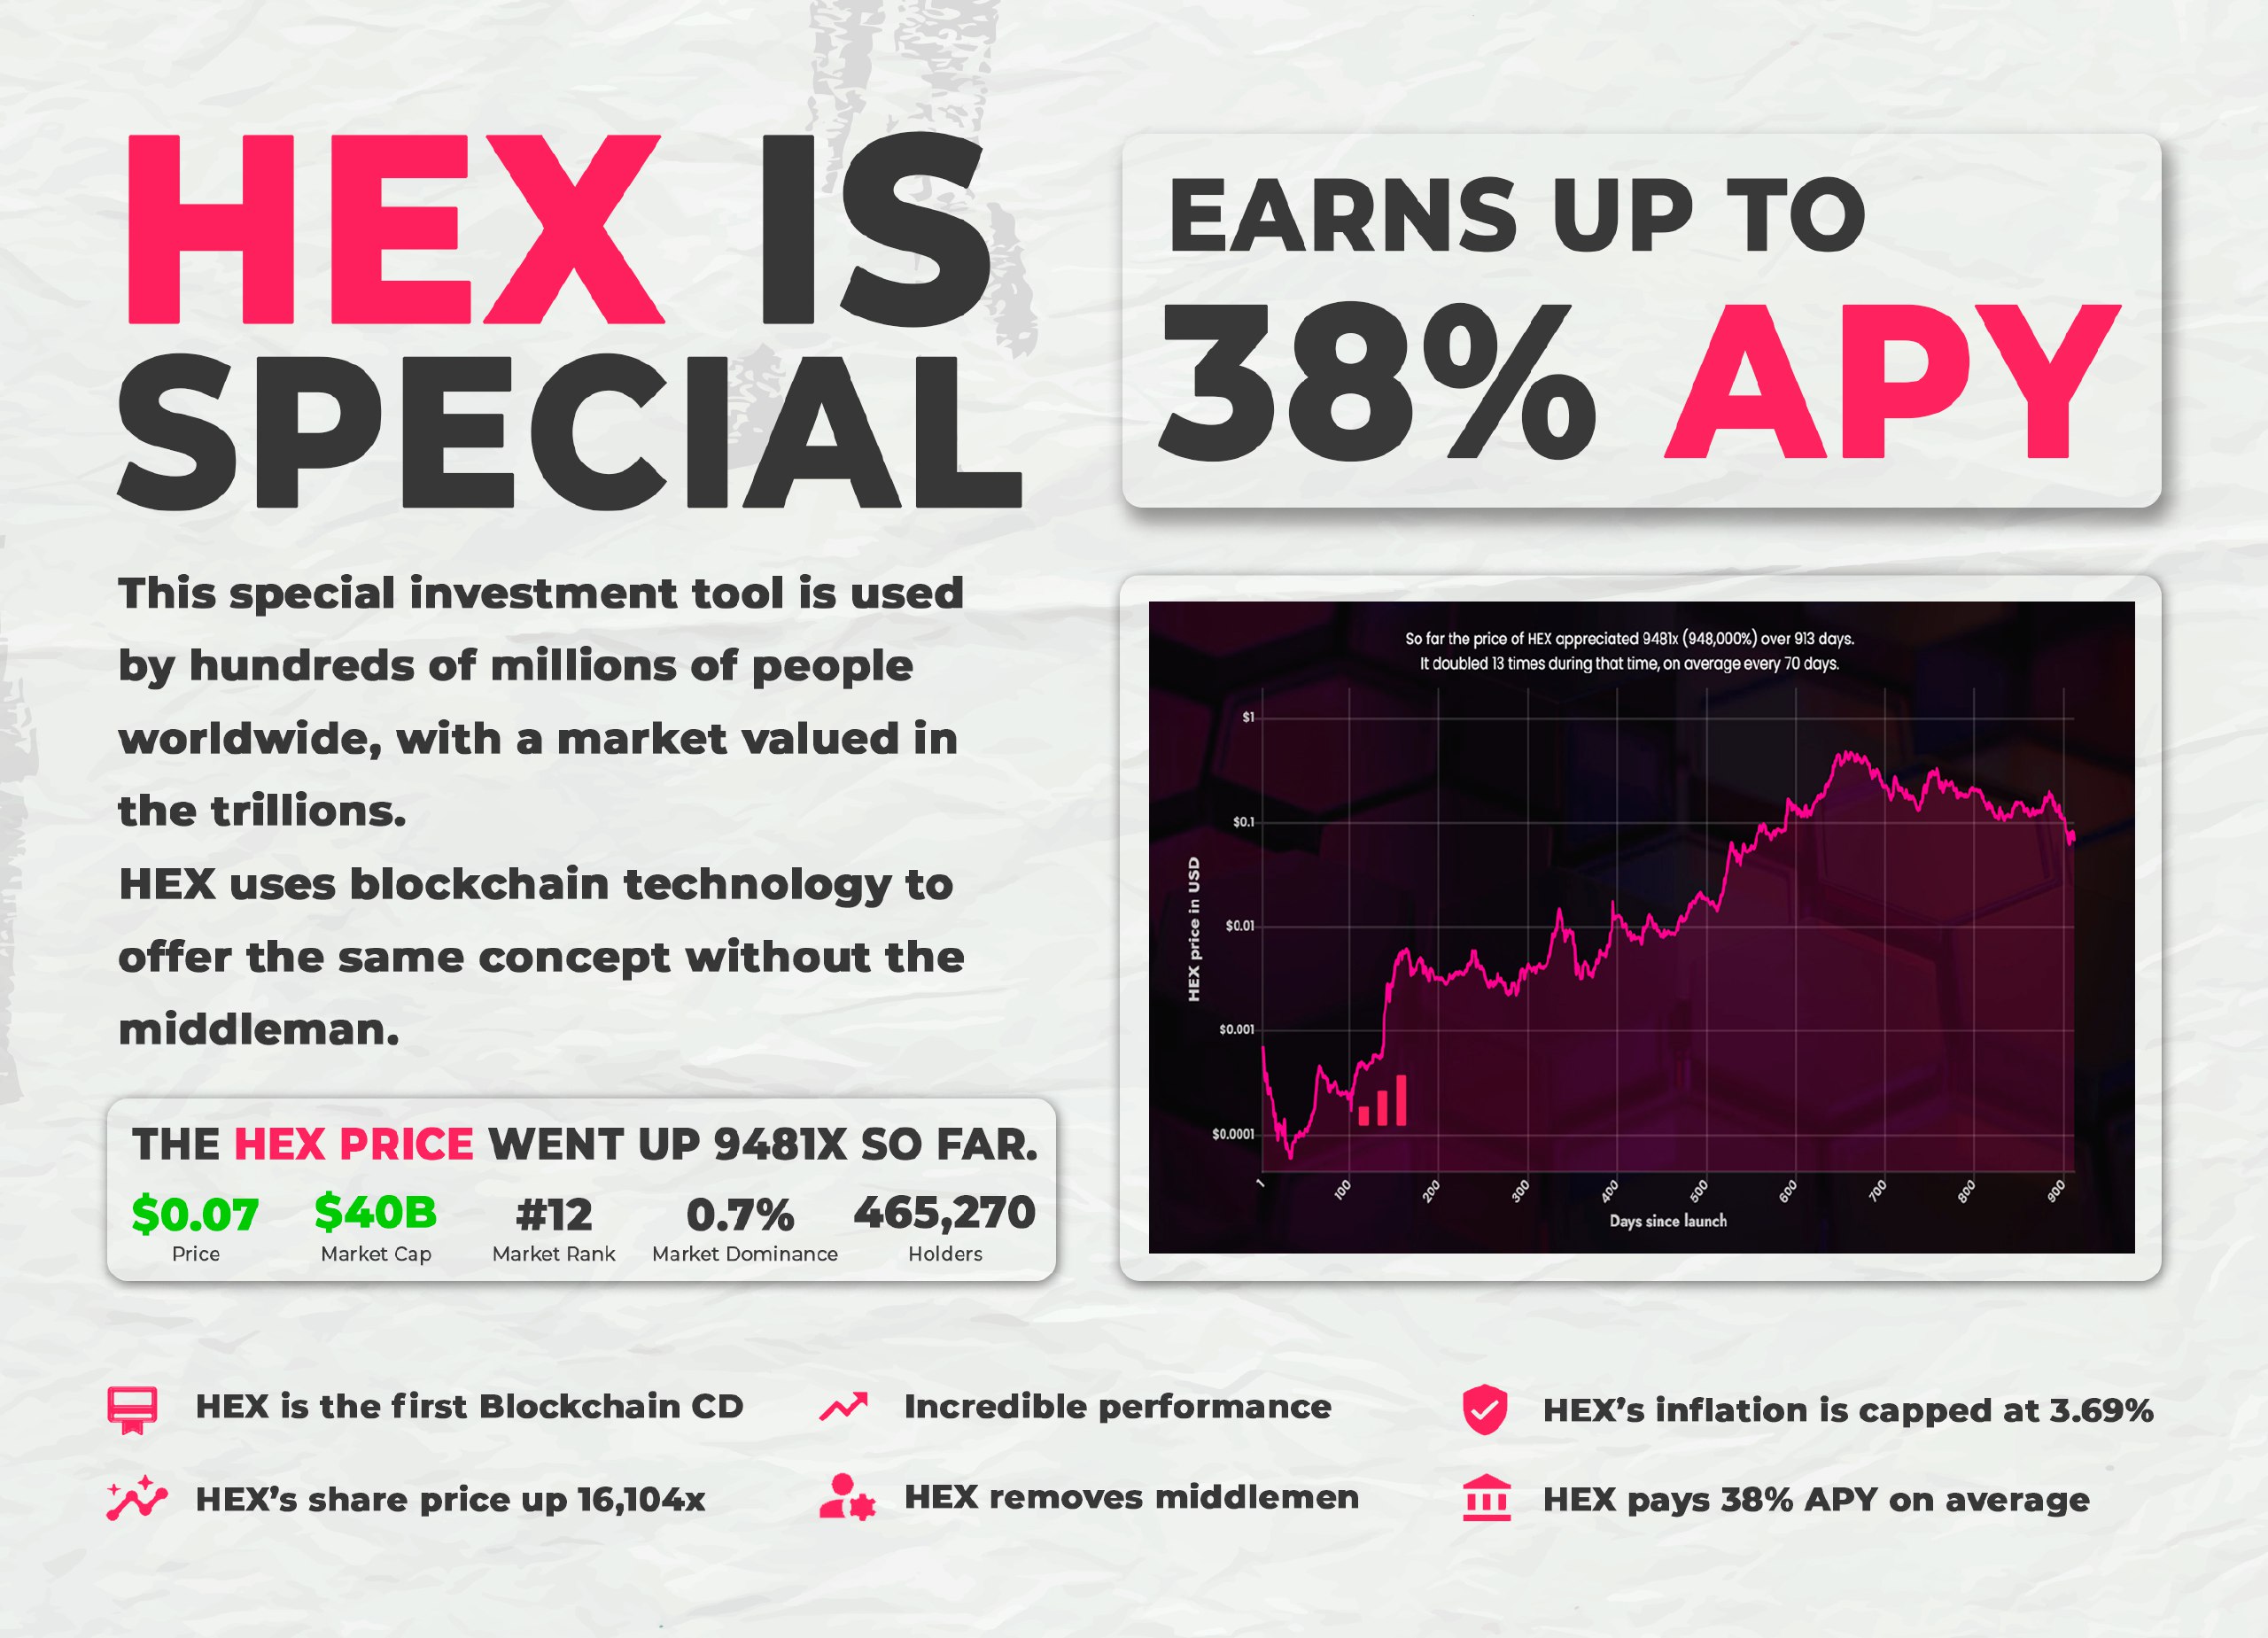 HEX IS
SPECIAL
This special investment tool is used
by hundreds of millions of people
worldwide, with a market valued in
the trillions.
HEX uses blockchain technology to
offer the same concept without the
middleman.
THE HEX PRICE WENT UP 9481X SO FAR.
$0.07 $40B #12 0.7% 465,270
Price Market Cap Market Rank Market Dominance Holders
EARNS UP TO
38% APY
So far the price of HEX appreciated 9481x (948,000%) over 913 days.
It doubled 13 times during that time, on average every 70 days.
HEX price in USD
$1
$0.1
$0.01
$0.001
$0.0001
1 100 200 300 400 500 600 700 800 900
Days since launch
HEX is the first Blockchain CD
Incredible performance
HEX's inflation is capped at 3.69%
HEX's share price up 16,104x
HEX removes middlemen
HEX pays 38% APY on average